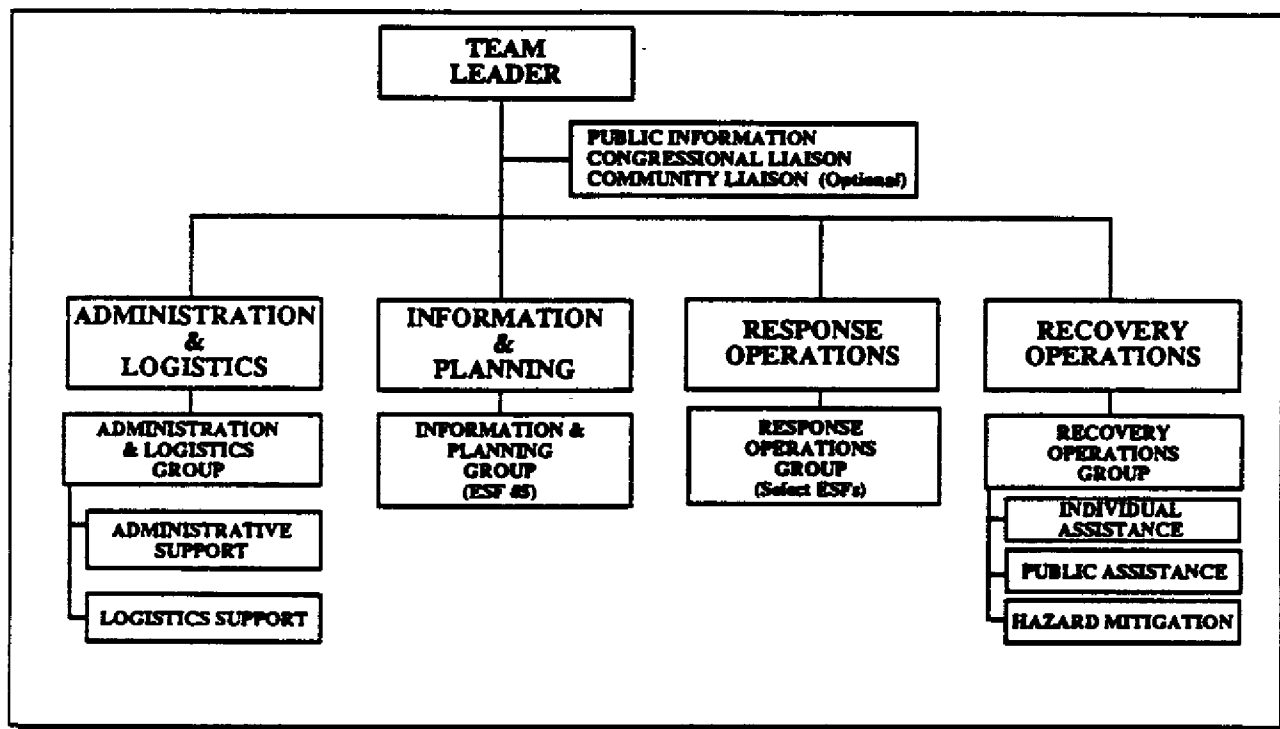 TEAM
LEADER
PUBLIC INFORMATION
CONGRESSIONAL LIAISON
COMMUNITY LIAISON (Optional)
ADMINISTRATION
&
LOGISTICS
INFORMATION
&
PLANNING
RESPONSE
OPERATIONS
RECOVERY
OPERATIONS
ADMINISTRATION
& LOGISTICS
GROUP
ADMINISTRATIVE
SUPPORT
LOGISTICS SUPPORT
INFORMATION &
PLANNING
GROUP
(ESF #5)
RESPONSE
OPERATIONS
GROUP
(Select ESFs)
RECOVERY
OPERATIONS
GROUP
INDIVIDUAL
ASSISTANCE
PUBLIC ASSISTANCE
HAZARD MITIGATION